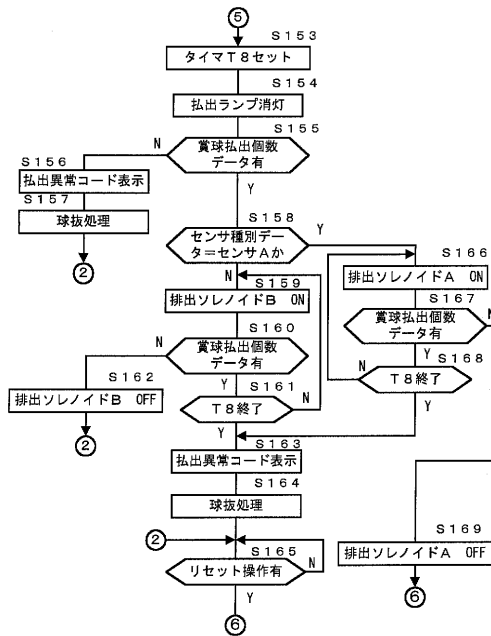 ⑤
S153
タイマT8セット
S154
払出ランプ消灯
S155
賞球払出個数
データ有
N
Y
S156
払出異常コード表示
S157
球抜処理
②
S158
センサ種別デー
タ=センサAか
Y
N
S159
排出ソレノイドB ON
S160
賞球払出個数
データ有
N
Y
S162
排出ソレノイドB OFF
②
S161
T8終了
N
Y
S166
排出ソレノイドA ON
S167
賞球払出個数
データ有
N
Y
S168
T8終了
N
Y
S163
払出異常コード表示
S164
球抜処理
②
S165
リセット操作有
N
Y
⑥
S169
排出ソレノイドA OFF
⑥